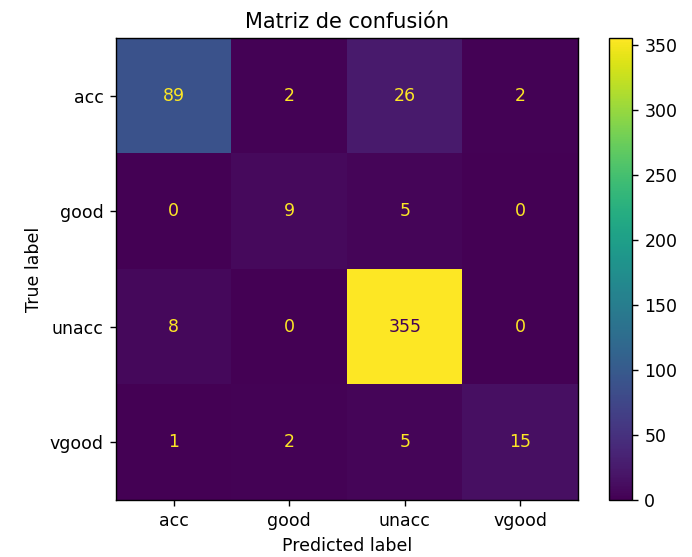 Matriz de confusión
True label
acc
89
2
26
2
good
0
9
5
0
unacc
8
0
355
0
vgood
1
2
5
15
acc
good
unacc
vgood
Predicted label
350
300
250
200
150
100
50
0